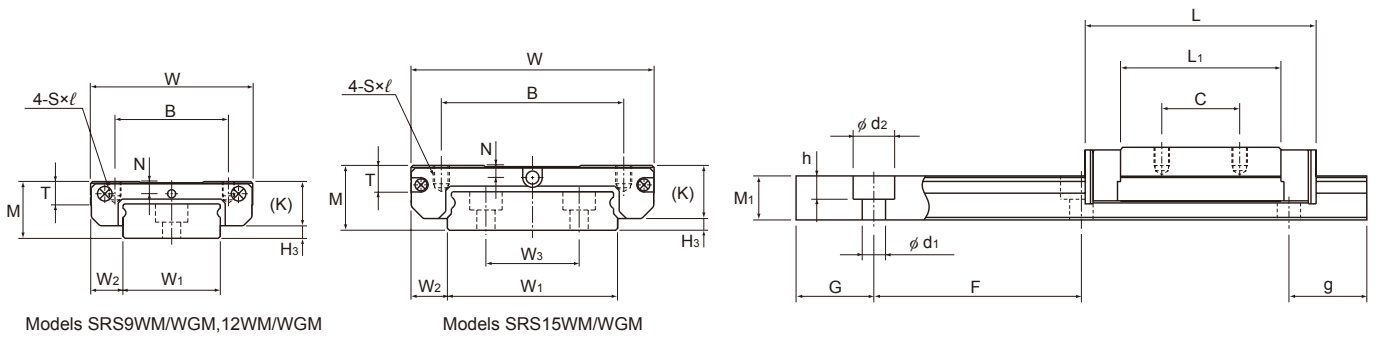 W
4-S×ℓ
B
N
T
M
(K)
H3
W2
W1
Models SRS9WM/WGM,12WM/WGM
W
4-S×ℓ
B
N
T
M
(K)
H3
W3
W2
W1
Models SRS15WM/WGM
L
L1
C
ϕ d2
h
M1
ϕ d1
G
F
g